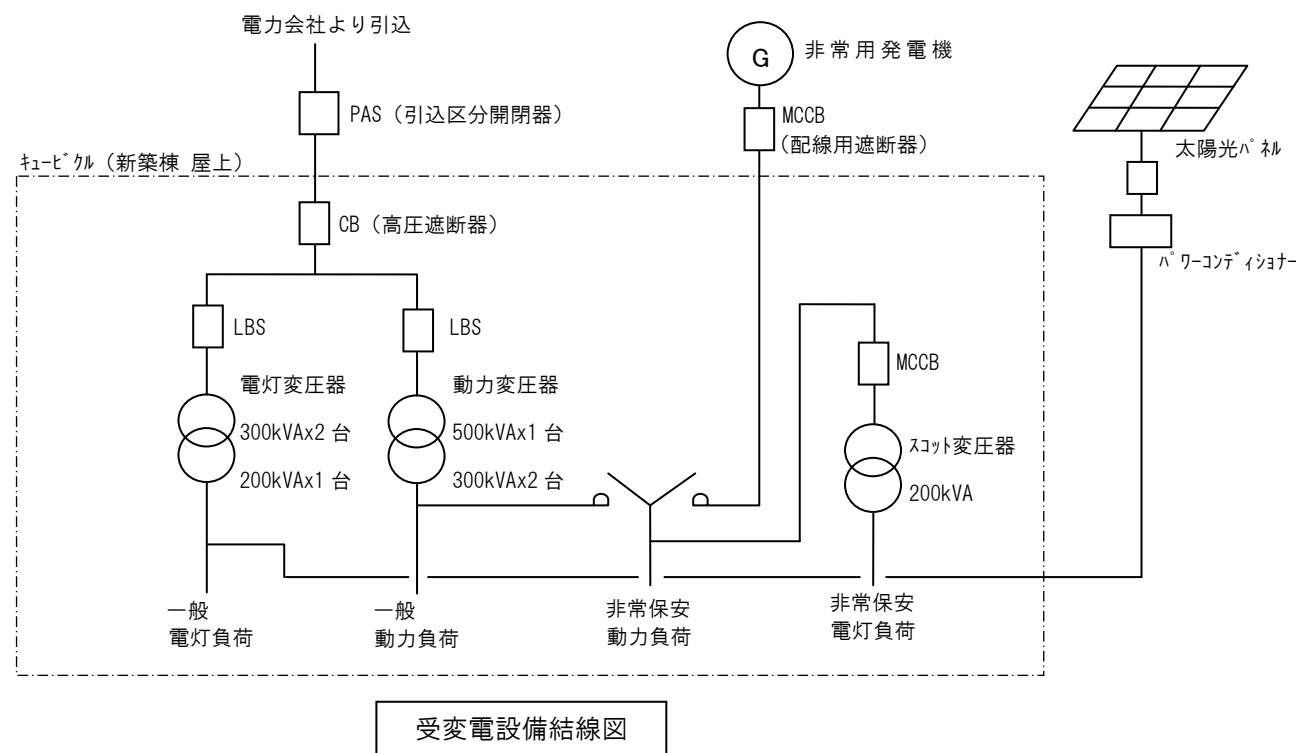 電力会社より引込
G
非常用発電機
PAS（引込区分開閉器）
MCCB
（配線用遮断器）
太陽光ﾊﾟﾈﾙ
ｷｭｰﾋﾞｸﾙ（新築棟 屋上）
CB（高圧遮断器）
ﾊﾟﾜｰｺﾝﾃﾞｨｼｮﾅｰ
LBS
LBS
MCCB
電灯変圧器
300kVAx2 台
200kVAx1 台
動力変圧器
500kVAx1 台
300kVAx2 台
ｽｺｯﾄ変圧器
200kVA
一般
電灯負荷
一般
動力負荷
非常保安
動力負荷
非常保安
電灯負荷
受変電設備結線図